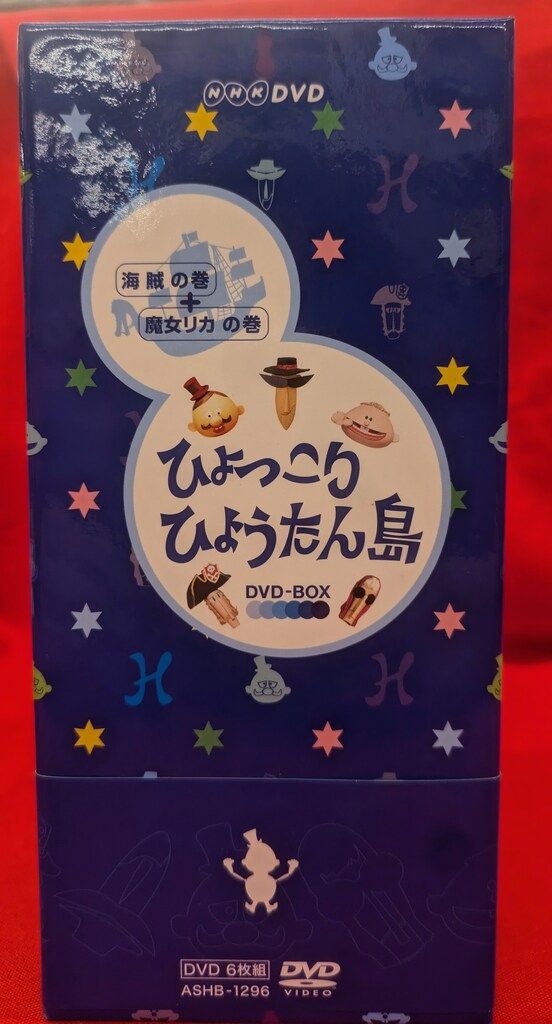 NHK DVD
海賊の巻
+
魔女リカの巻
ひょっこり
ひょうたん島
DVD-BOX
H
H
H
H
DVD 6枚組
DVD
VIDEO
ASHB-1296